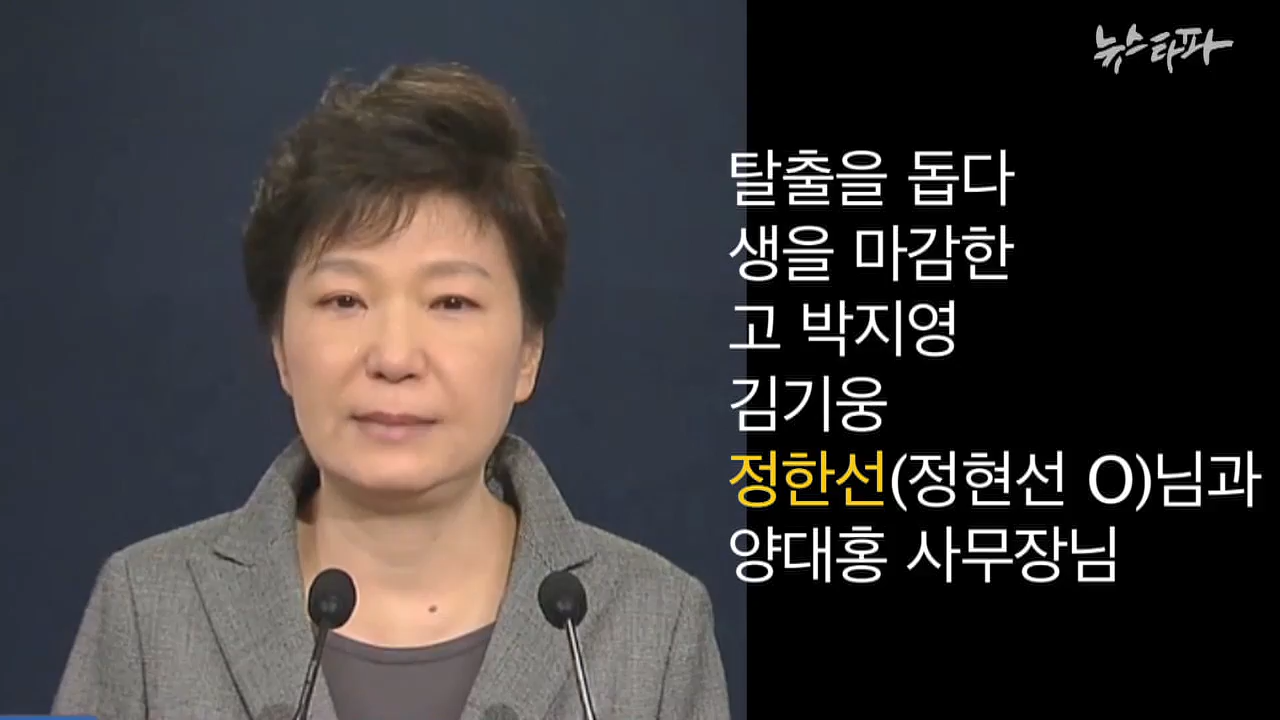 뉴스타파
탈출을 돕다
생을 마감한
고 박지영
김기웅
정한선(정현선 O)님과
양대홍 사무장님